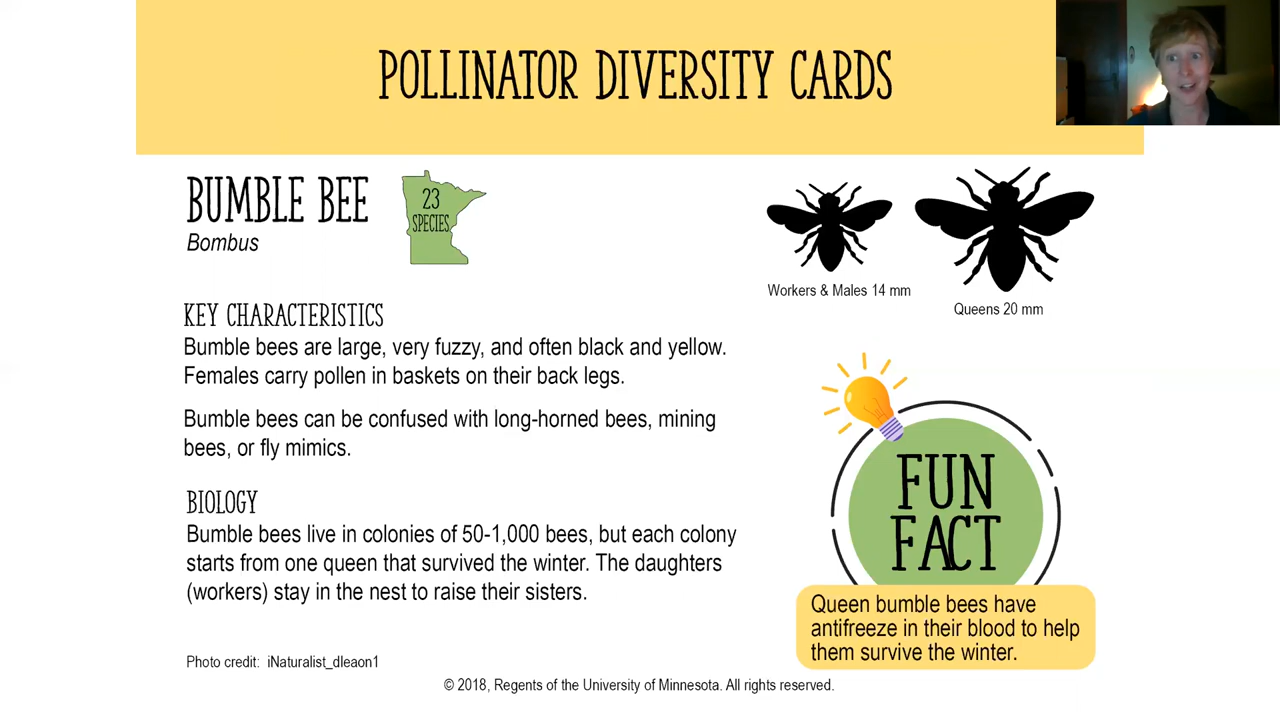 POLLINATOR DIVERSITY CARDS
BUMBLE BEE
Bombus
23
SPECIES
Workers & Males 14 mm
Queens 20 mm
KEY CHARACTERISTICS
Bumble bees are large, very fuzzy, and often black and yellow.
Females carry pollen in baskets on their back legs.
Bumble bees can be confused with long-horned bees, mining
bees, or fly mimics.
BIOLOGY
Bumble bees live in colonies of 50-1,000 bees, but each colony
starts from one queen that survived the winter. The daughters
(workers) stay in the nest to raise their sisters.
FUN
FACT
Queen bumble bees have
antifreeze in their blood to help
them survive the winter.
Photo credit: iNaturalist_dleaon1
© 2018, Regents of the University of Minnesota. All rights reserved.